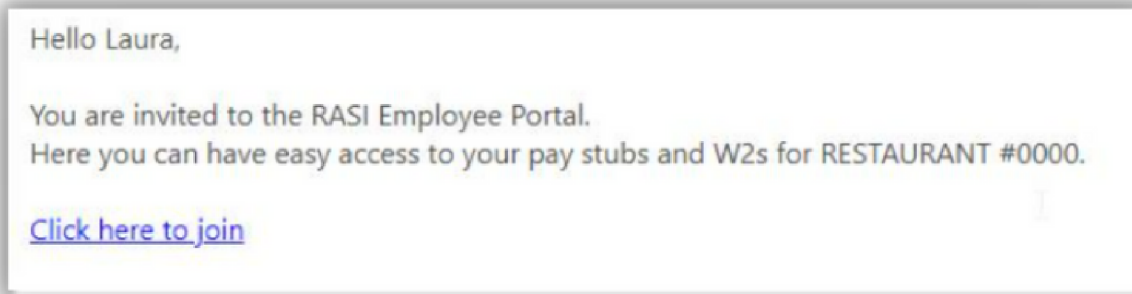 Hello Laura,
You are invited to the RASI Employee Portal.
Here you can have easy access to your pay stubs and W2s for RESTAURANT #0000.
Click here to join